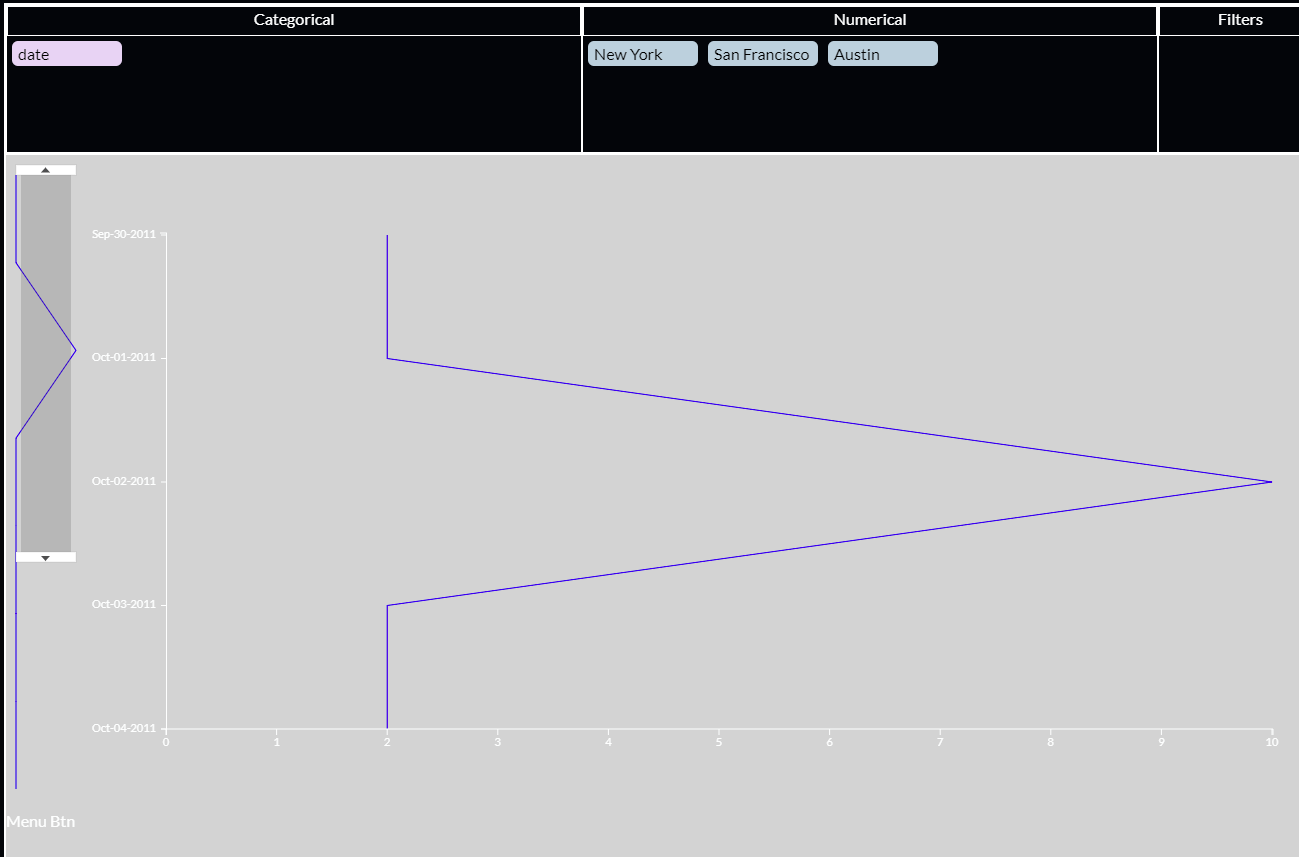 Categorical Numerical Filters
date New York San Francisco Austin
Sep-30-2011
Oct-01-2011
Oct-02-2011
Oct-03-2011
Oct-04-2011
0 1 2 3 4 5 6 7 8 9 10
Menu Btn